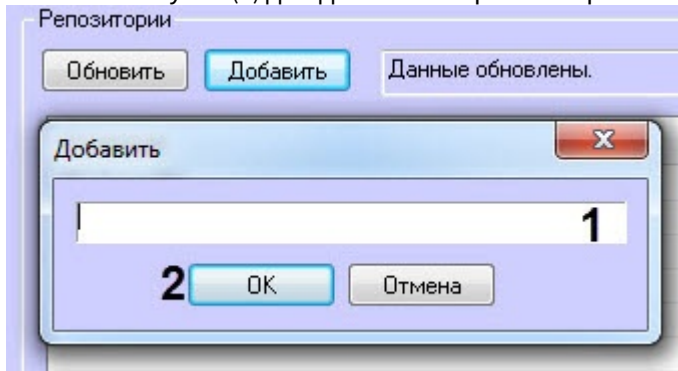 Репозитории
Обновить Добавить Данные обновлены.
Добавить
1
2 OK Отмена